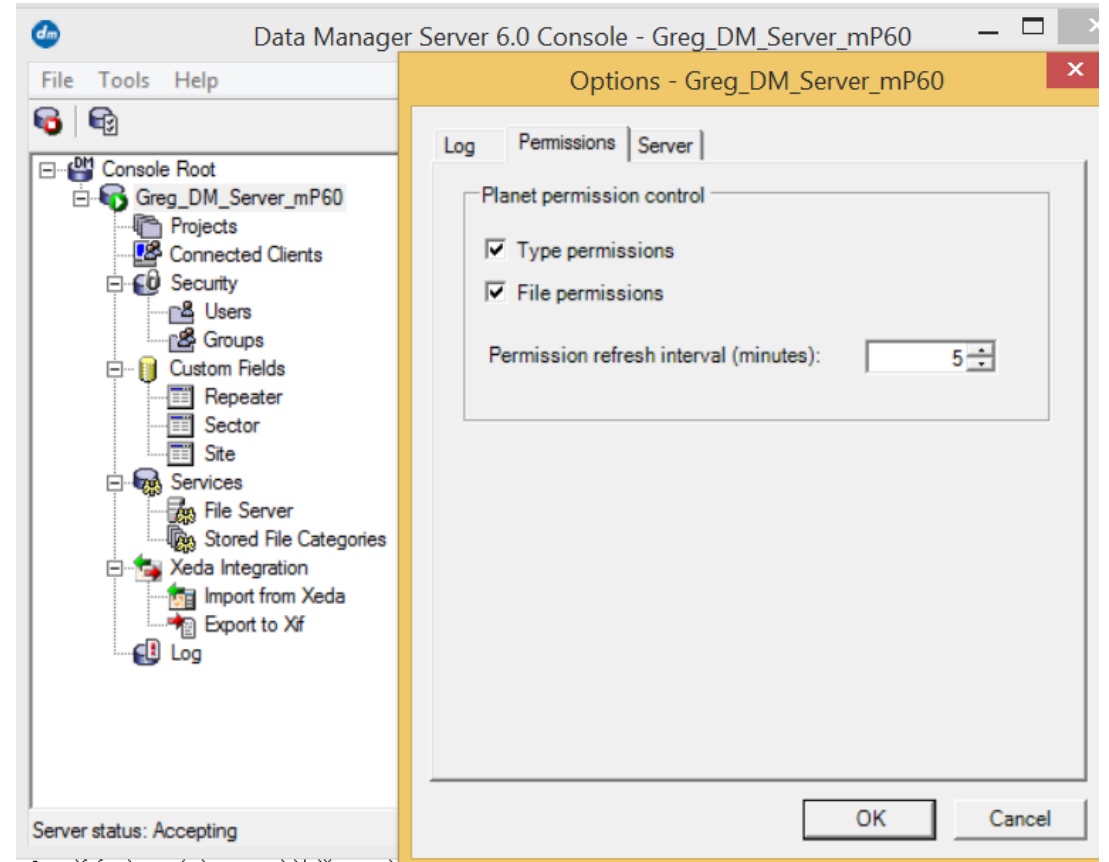 dm
Data Manager Server 6.0 Console - Greg_DM_Server_mP60
File Tools Help
DM
Console Root
Greg_DM_Server_mP60
Projects
Connected Clients
Security
Users
Groups
Custom Fields
Repeater
Sector
Site
Services
File Server
Stored File Categories
Xeda Integration
Import from Xeda
Export to Xif
Log
Server status: Accepting
Options - Greg_DM_Server_mP60
Log Permissions Server
Planet permission control
Type permissions
File permissions
Permission refresh interval (minutes): 5
OK Cancel